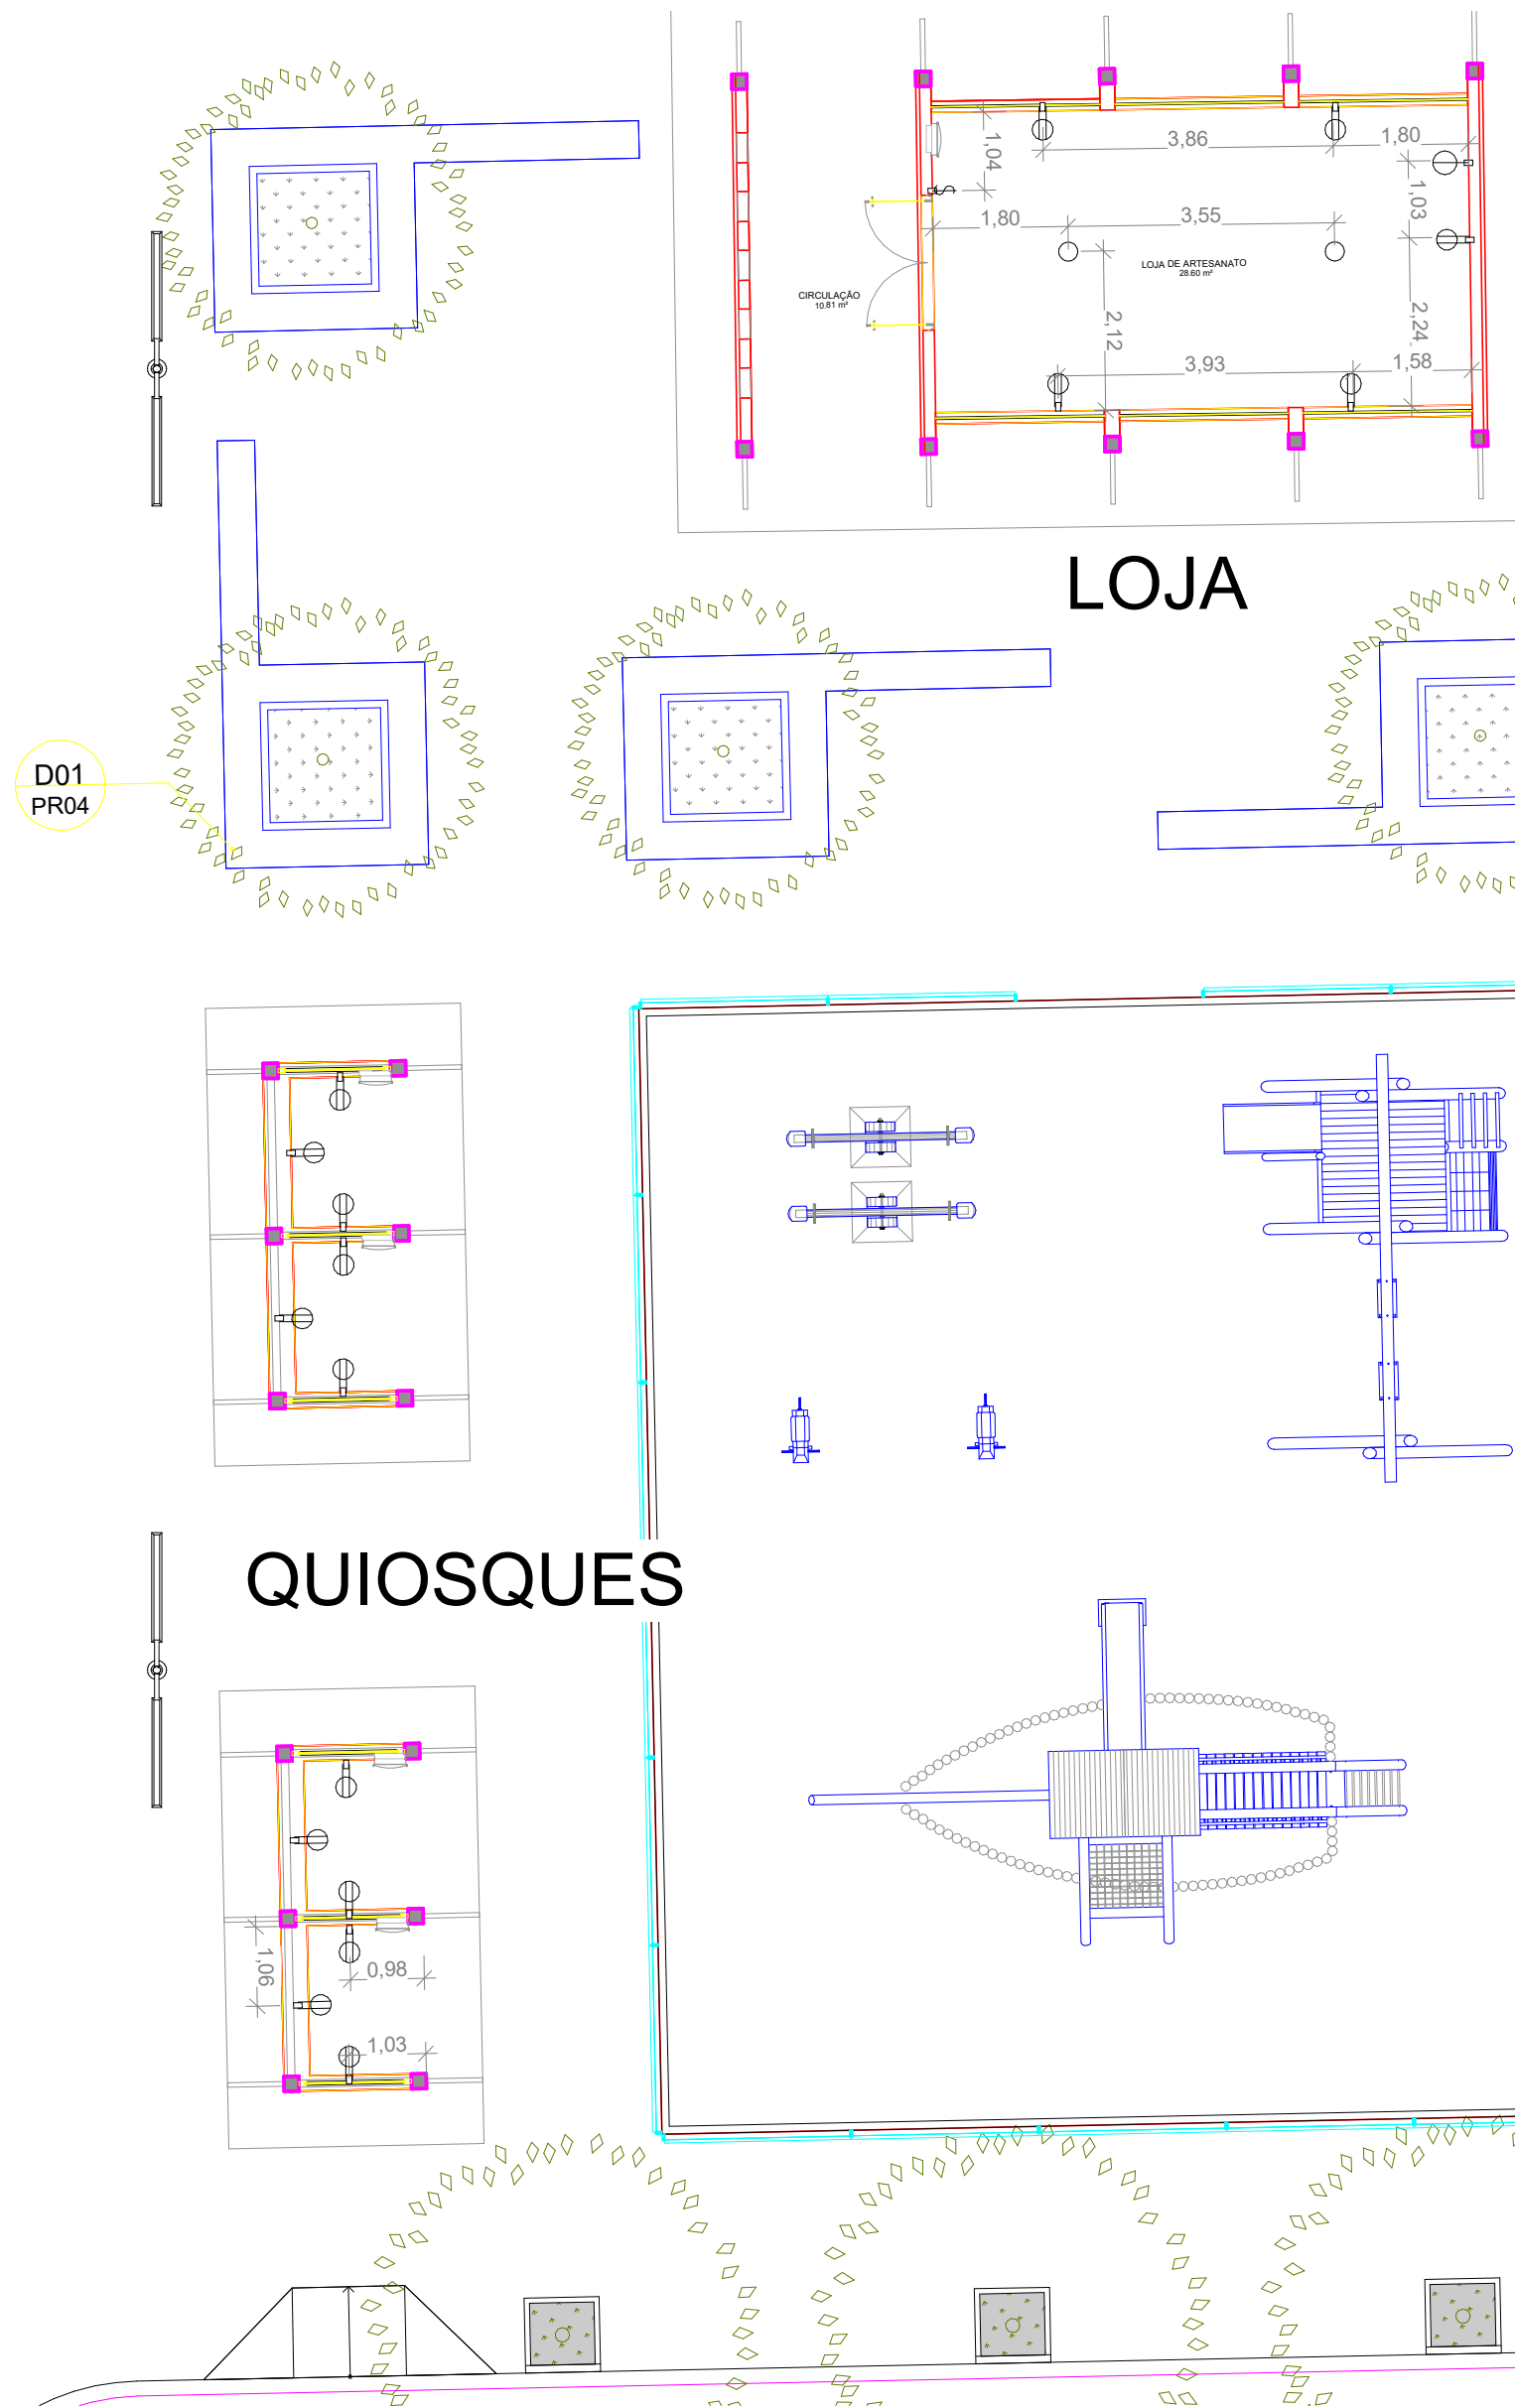 3,86
1,80
1,04
1,03
S
1,80
3,55
LOJA DE ARTESANATO
28.60 m²
CIRCULAÇÃO
10.81 m²
2,12
2,24
3,93
1,58
LOJA
D01
PR04
QUIOSQUES
1,06
0,98
1,03